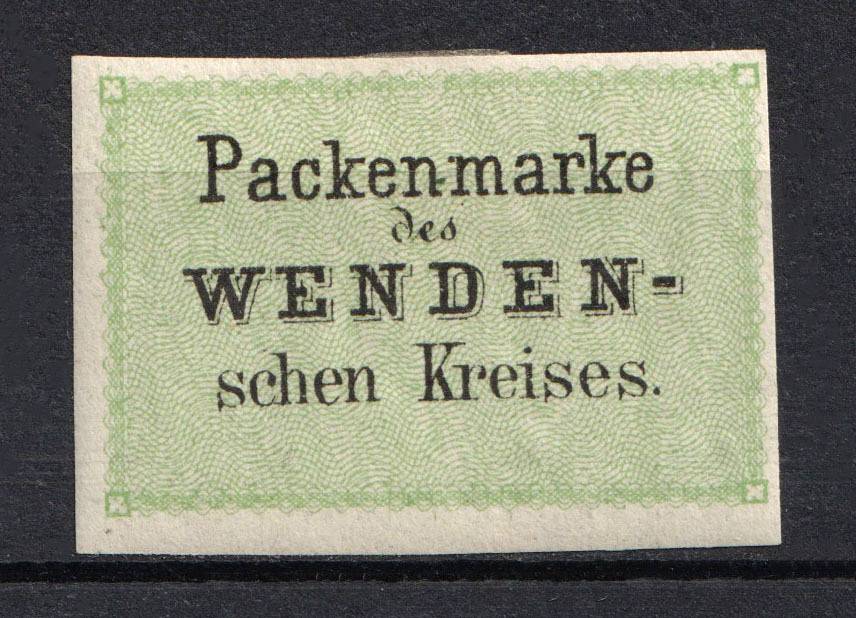 Packenmarke
des
WENDEN-
schen Kreises.